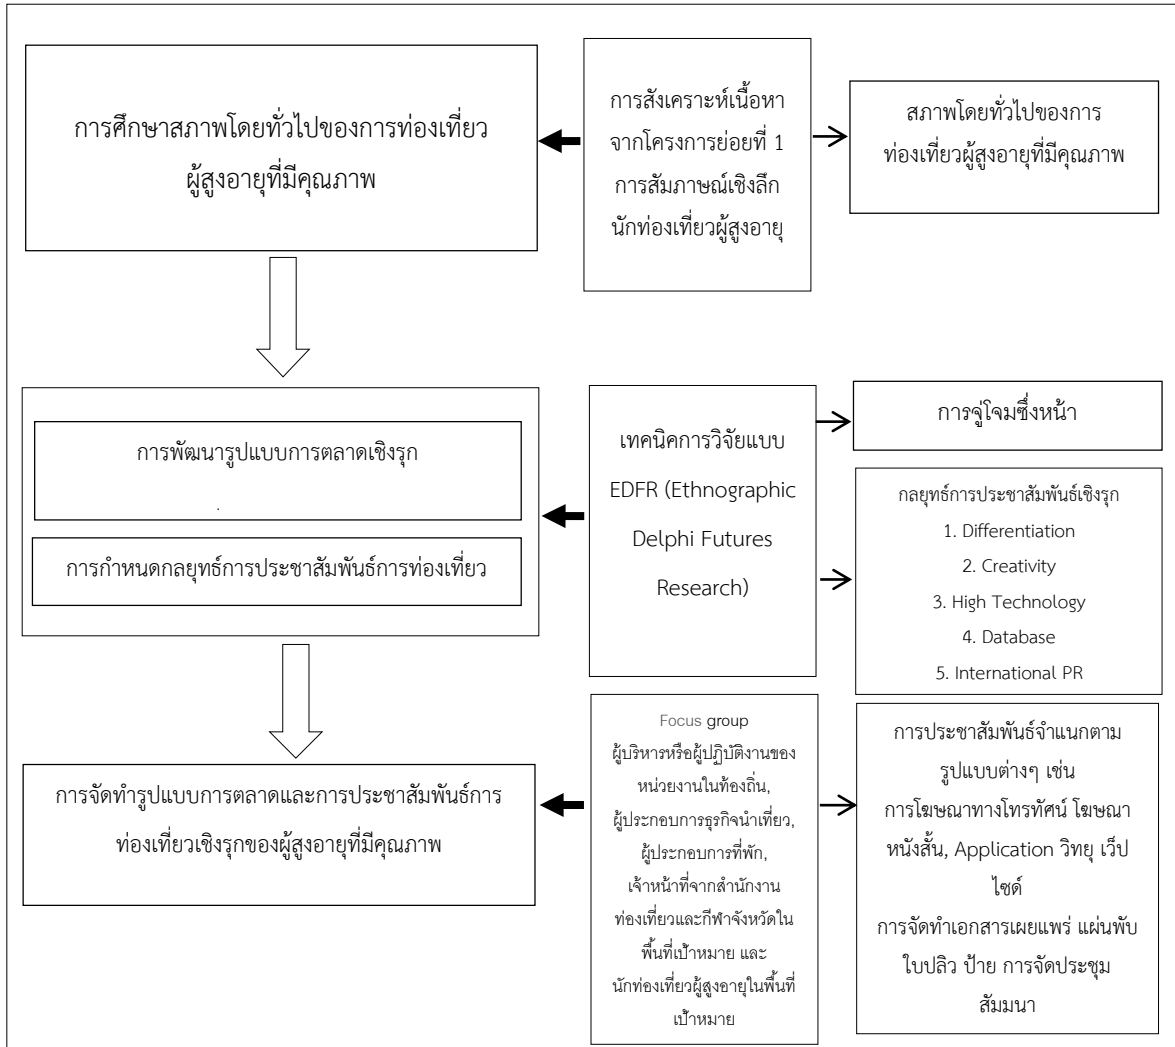 การศึกษาสภาพโดยทั่วไปของการท่องเที่ยว
ผู้สูงอายุที่มีคุณภาพ
การสังเคราะห์เนื้อหา
จากโครงการย่อยที่ 1
การสัมภาษณ์เชิงลึก
นักท่องเที่ยวผู้สูงอายุ
สภาพโดยทั่วไปของการ
ท่องเที่ยวผู้สูงอายุที่มีคุณภาพ
การพัฒนารูปแบบการตลาดเชิงรุก
.
การกำหนดกลยุทธ์การประชาสัมพันธ์การท่องเที่ยว
เทคนิคการวิจัยแบบ
EDFR (Ethnographic
Delphi Futures
Research)
การจู่โจมซึ่งหน้า
กลยุทธ์การประชาสัมพันธ์เชิงรุก
1. Differentiation
2. Creativity
3. High Technology
4. Database
5. International PR
การจัดทำรูปแบบการตลาดและการประชาสัมพันธ์การ
ท่องเที่ยวเชิงรุกของผู้สูงอายุที่มีคุณภาพ
Focus group
ผู้บริหารหรือผู้ปฏิบัติงานของ
หน่วยงานในท้องถิ่น,
ผู้ประกอบการธุรกิจนำเที่ยว,
ผู้ประกอบการที่พัก,
เจ้าหน้าที่จากสำนักงาน
ท่องเที่ยวและกีฬาจังหวัดใน
พื้นที่เป้าหมาย และ
นักท่องเที่ยวผู้สูงอายุในพื้นที่
เป้าหมาย
การประชาสัมพันธ์จำแนกตาม
รูปแบบต่างๆ เช่น
การโฆษณาทางโทรทัศน์ โฆษณา
หนังสั้น, Application วิทยุ เว็ป
ไซด์
การจัดทำเอกสารเผยแพร่ แผ่นพับ
ใบปลิว ป้าย การจัดประชุม
สัมมนา